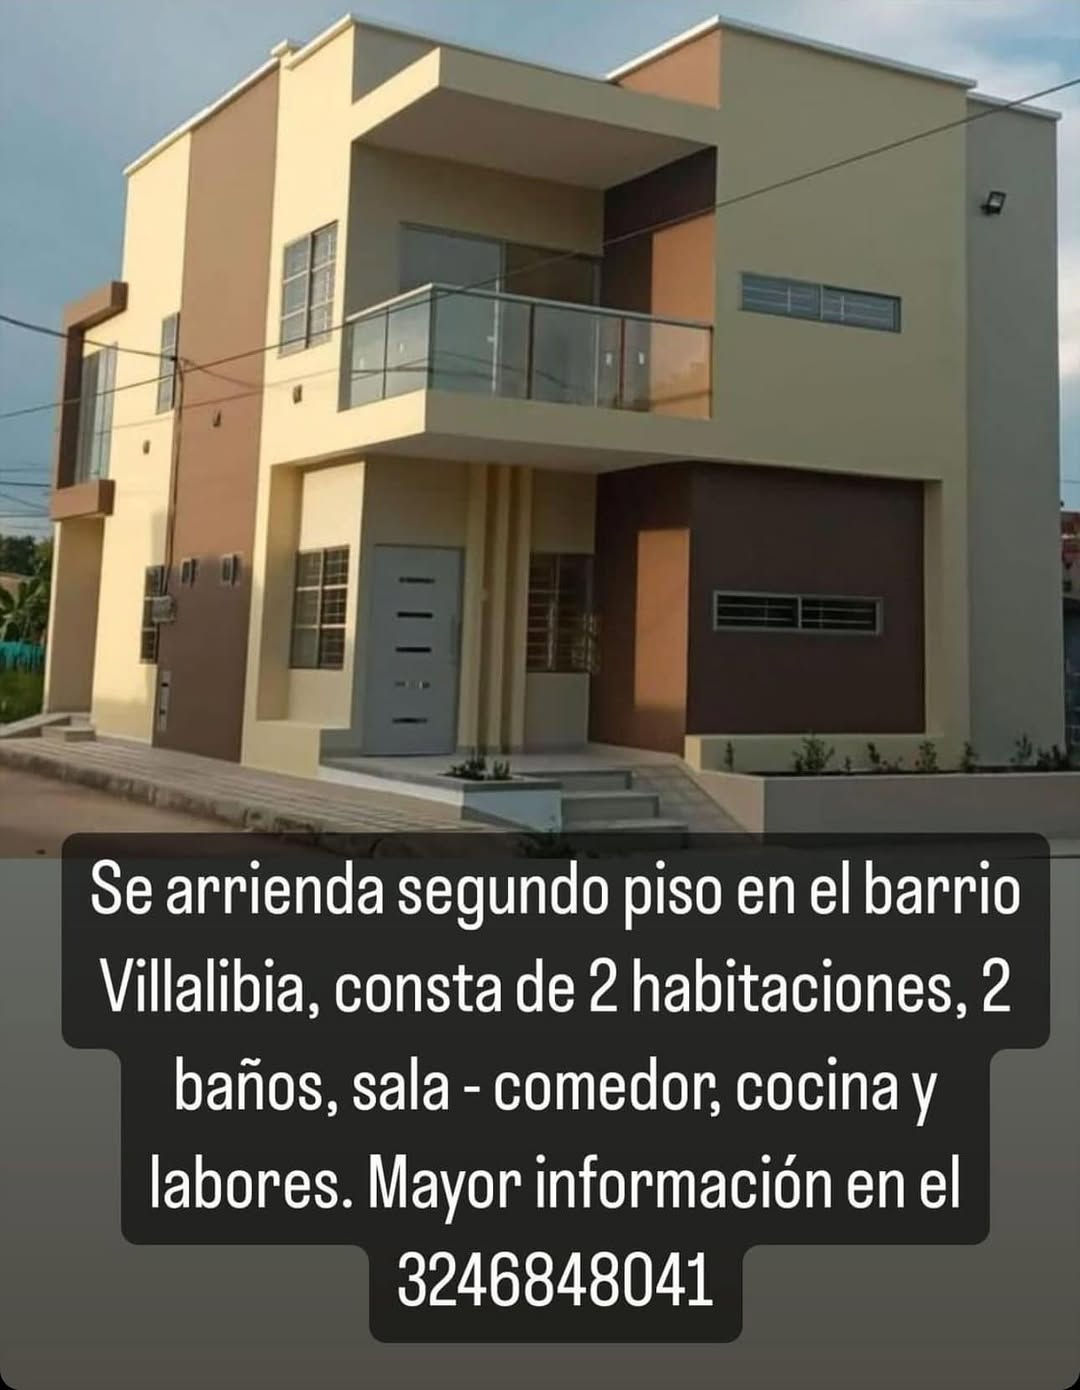 Se arrienda segundo piso en el barrio
Villalibia, consta de 2 habitaciones, 2
baños, sala - comedor, cocina y
labores. Mayor información en el
3246848041